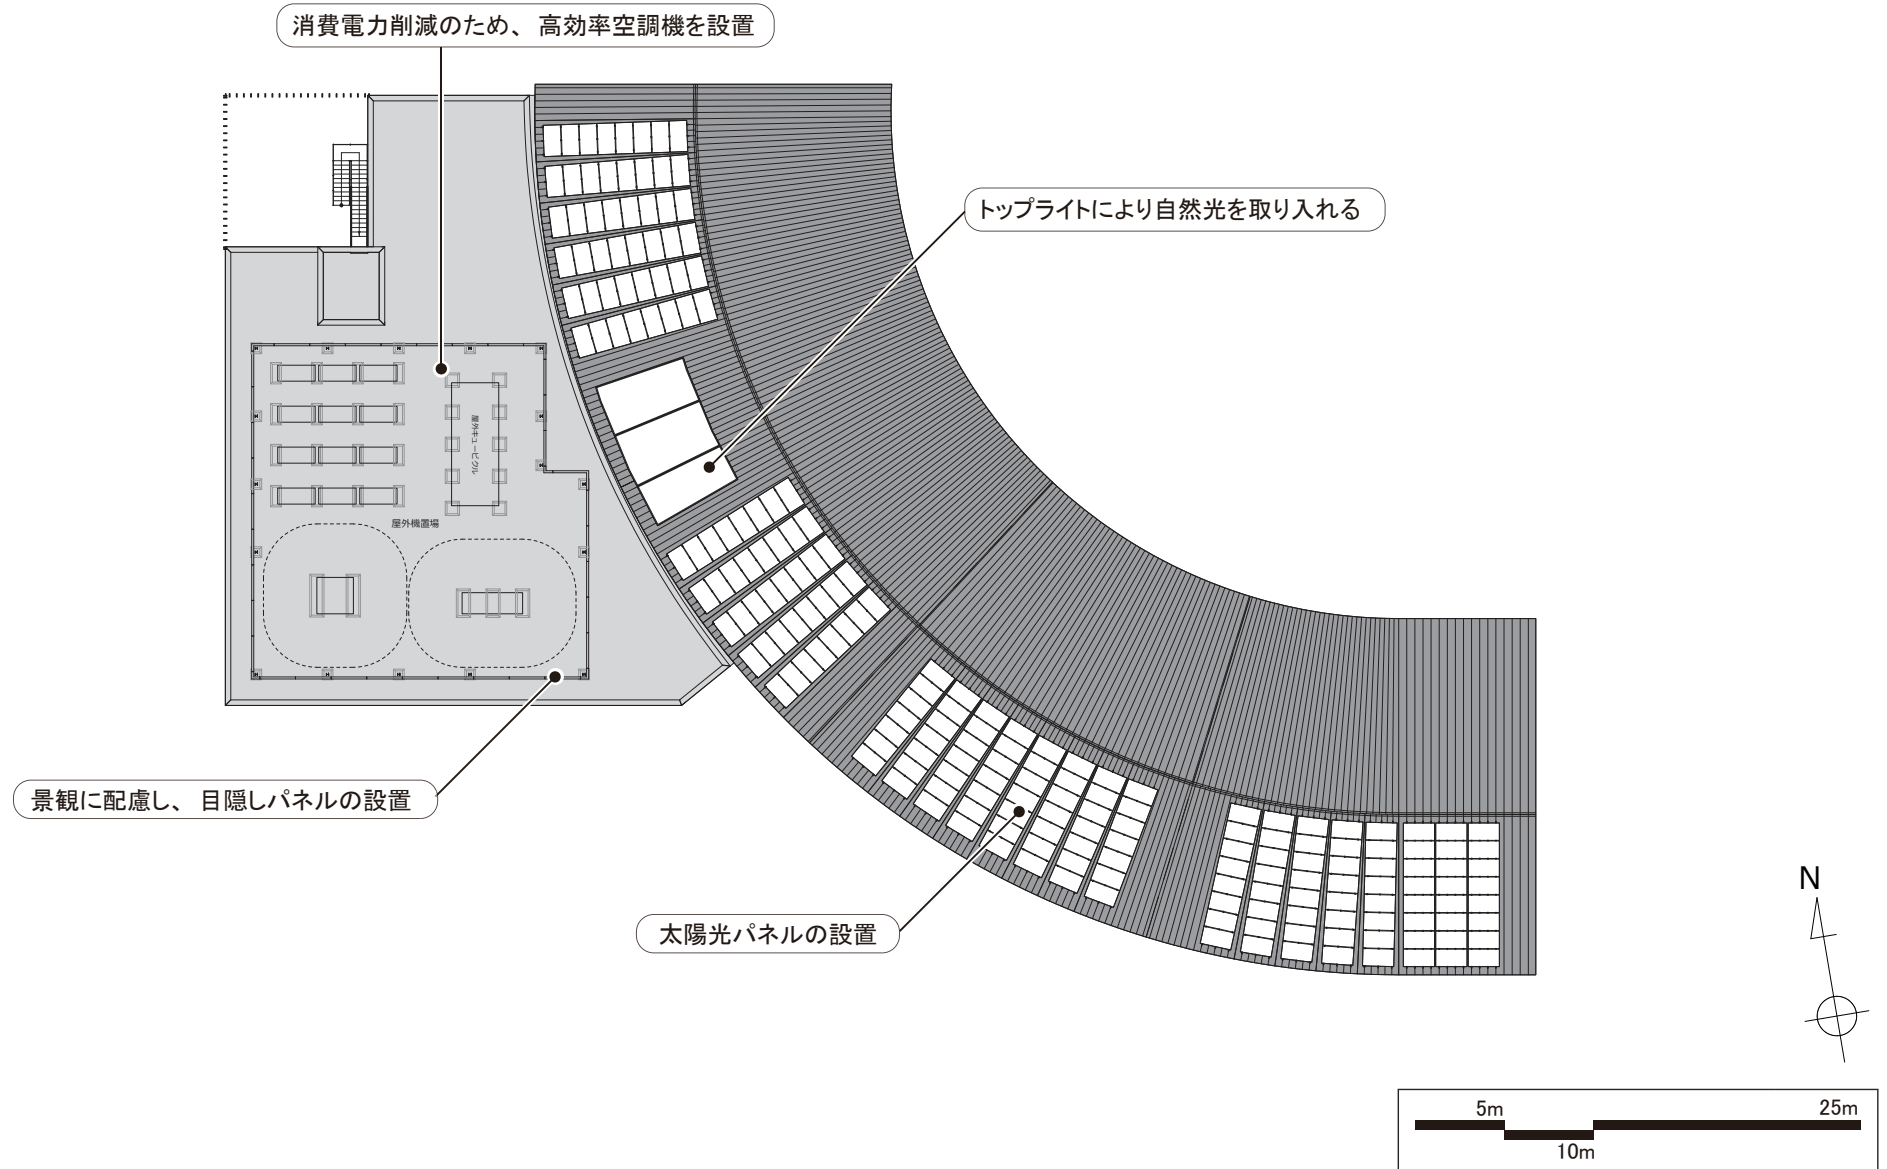 消費電力削減のため、高効率空調機を設置
トップライトにより自然光を取り入れる
屋外キュービクル
屋外機置場
景観に配慮し、目隠しパネルの設置
太陽光パネルの設置
N
5m
25m
10m